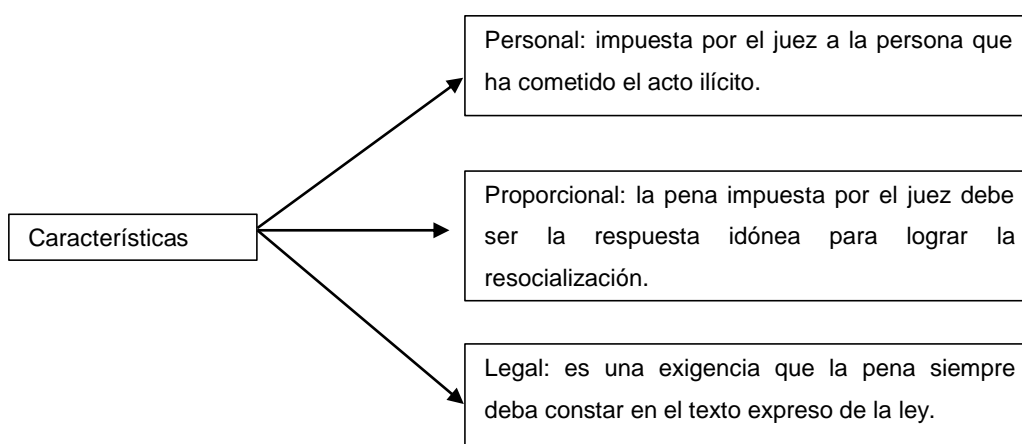 Personal: impuesta por el juez a la persona que
ha cometido el acto ilícito.
Proporcional: la pena impuesta por el juez debe
ser la respuesta idónea para lograr la
resocialización.
Características
Legal: es una exigencia que la pena siempre
deba constar en el texto expreso de la ley.